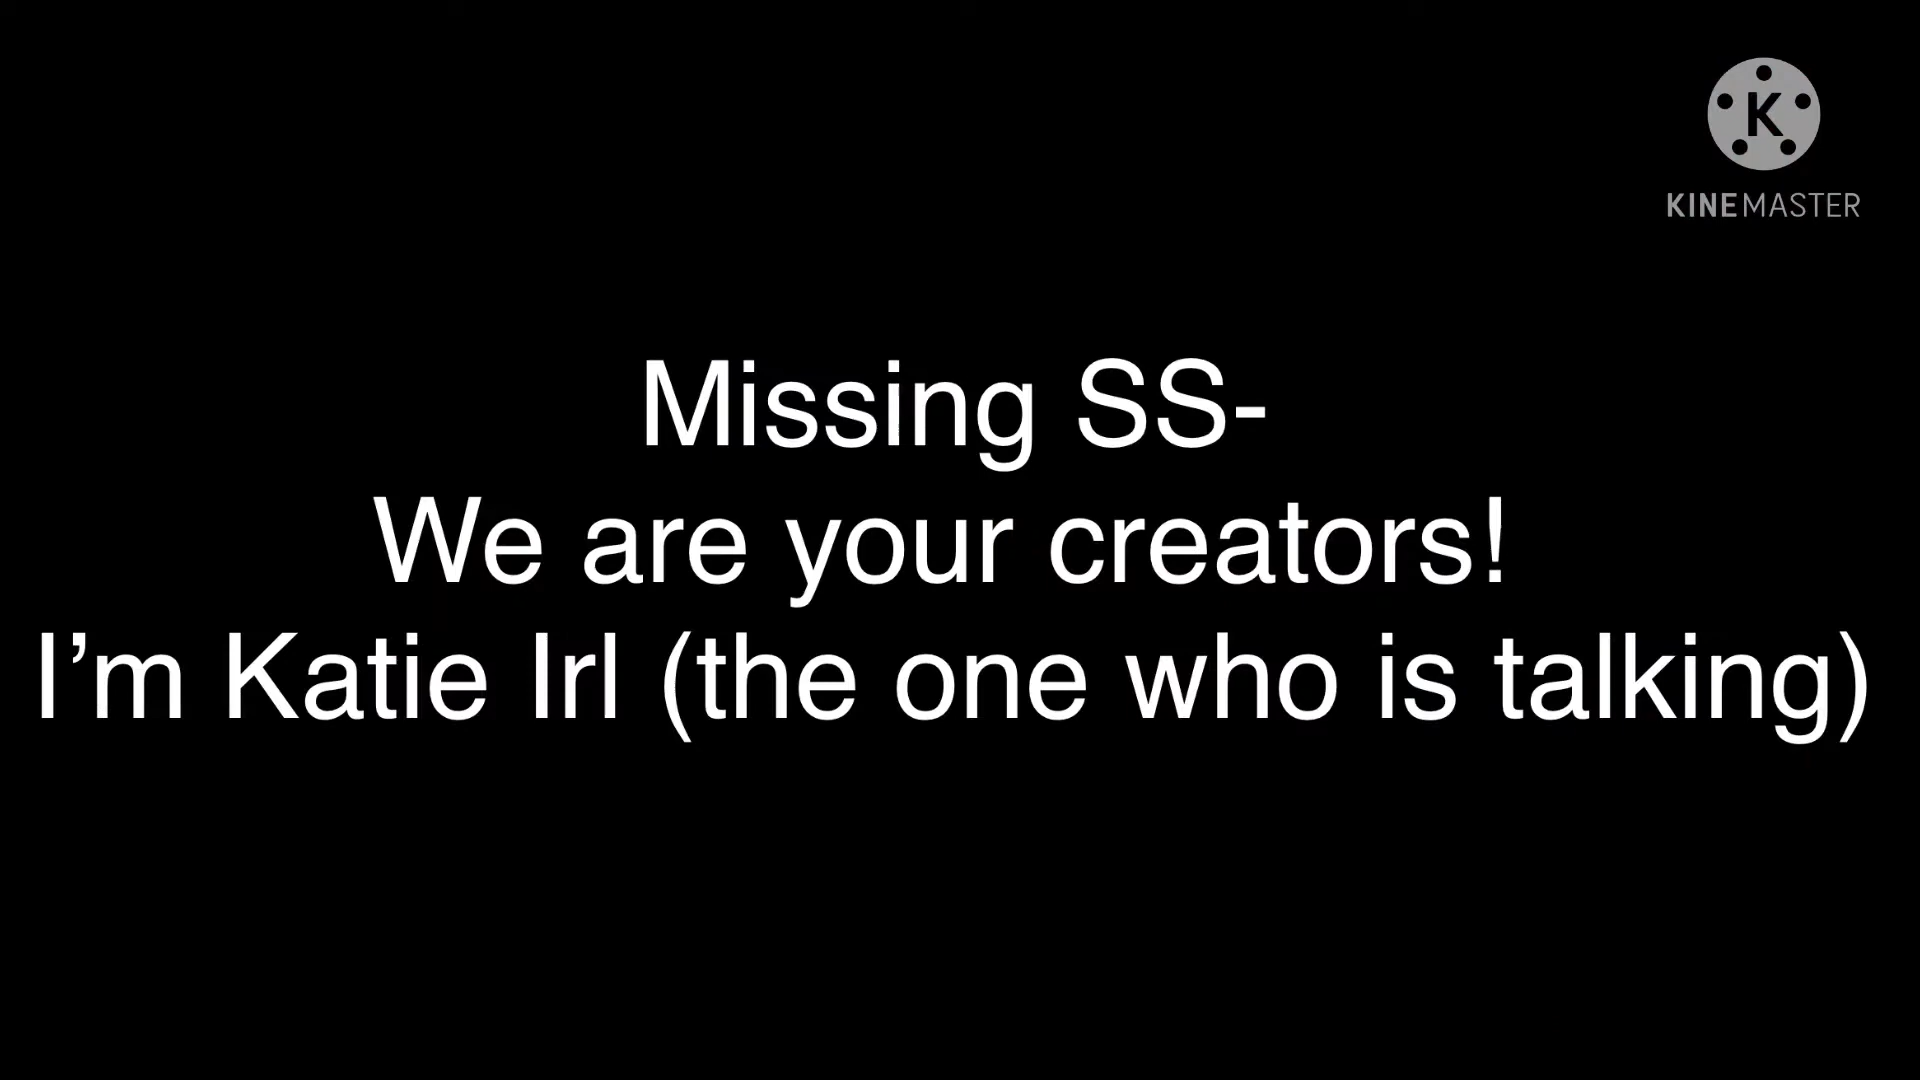 K
KINEMASTER
Missing SS-
We are your creators!
I’m Katie Irl (the one who is talking)